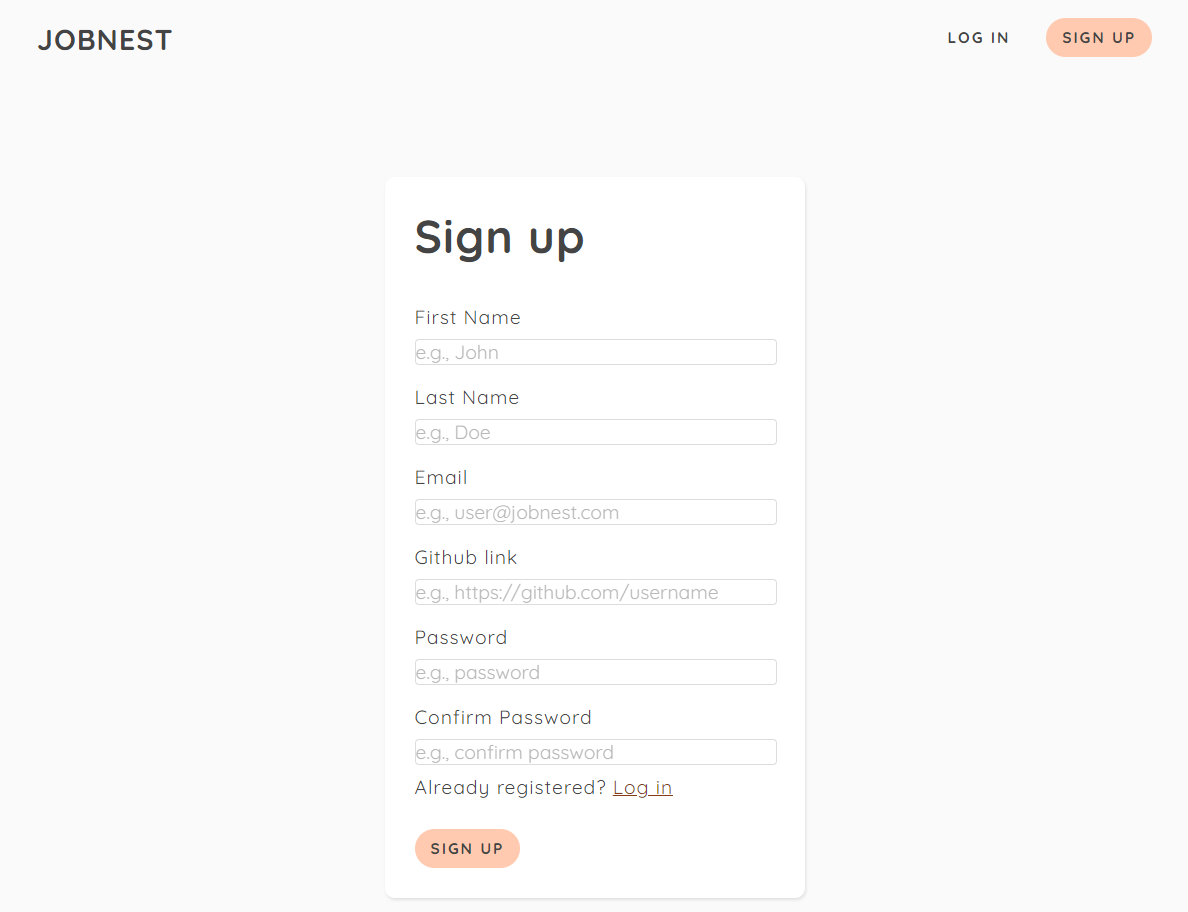 JOBNEST
LOG IN
SIGN UP
Sign up
First Name
e.g., John
Last Name
e.g., Doe
Email
e.g., user@jobnest.com
Github link
e.g., https://github.com/username
Password
e.g., password
Confirm Password
e.g., confirm password
Already registered? Log in
SIGN UP